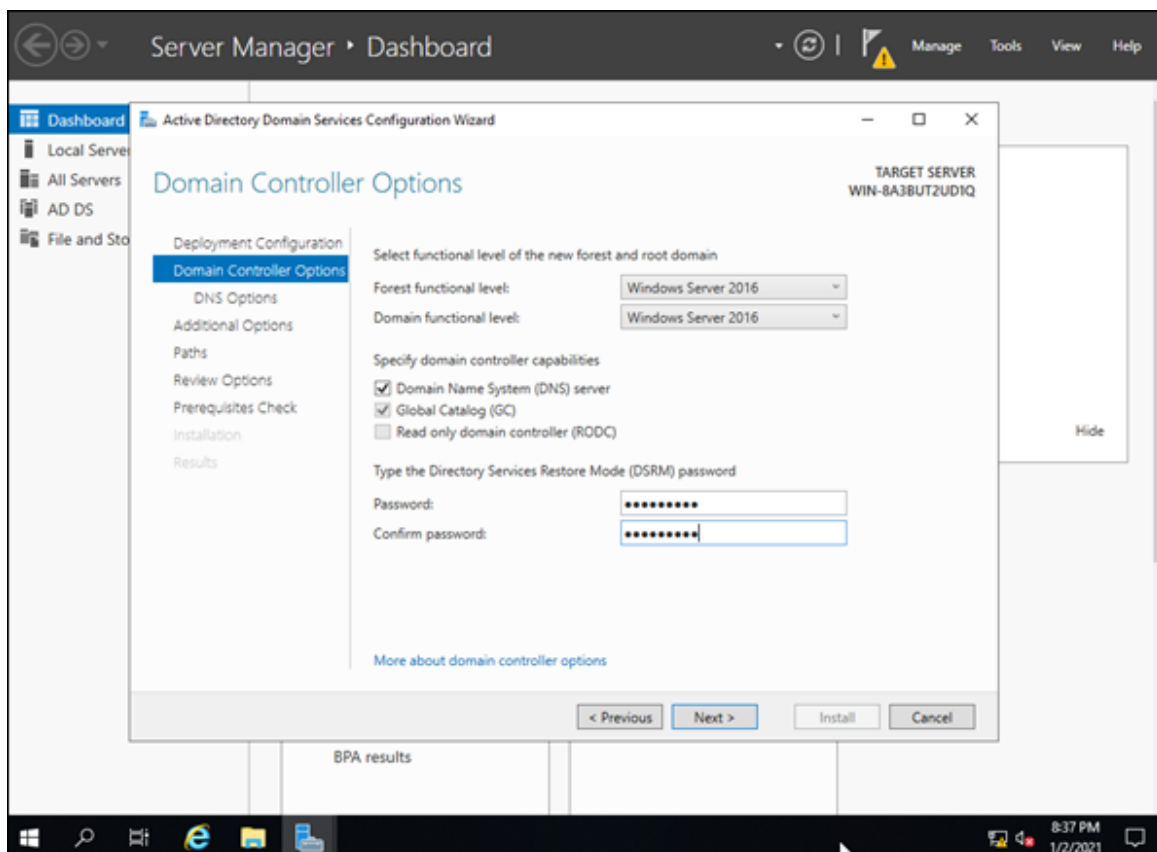 Server Manager ‣ Dashboard
Manage Tools View Help
Dashboard
Local Server
All Servers
AD DS
File and Sto
Active Directory Domain Services Configuration Wizard
Domain Controller Options
TARGET SERVER
WIN-8A3BUT2UD1Q
Deployment Configuration
Domain Controller Options
DNS Options
Additional Options
Paths
Review Options
Prerequisites Check
Installation
Results
Select functional level of the new forest and root domain
Forest functional level: Windows Server 2016
Domain functional level: Windows Server 2016
Specify domain controller capabilities
Domain Name System (DNS) server
Global Catalog (GC)
Read only domain controller (RODC)
Type the Directory Services Restore Mode (DSRM) password
Password: •••••••••
Confirm password: •••••••••
More about domain controller options
< Previous Next > Install Cancel
Hide
BPA results
8:37 PM
1/2/2021